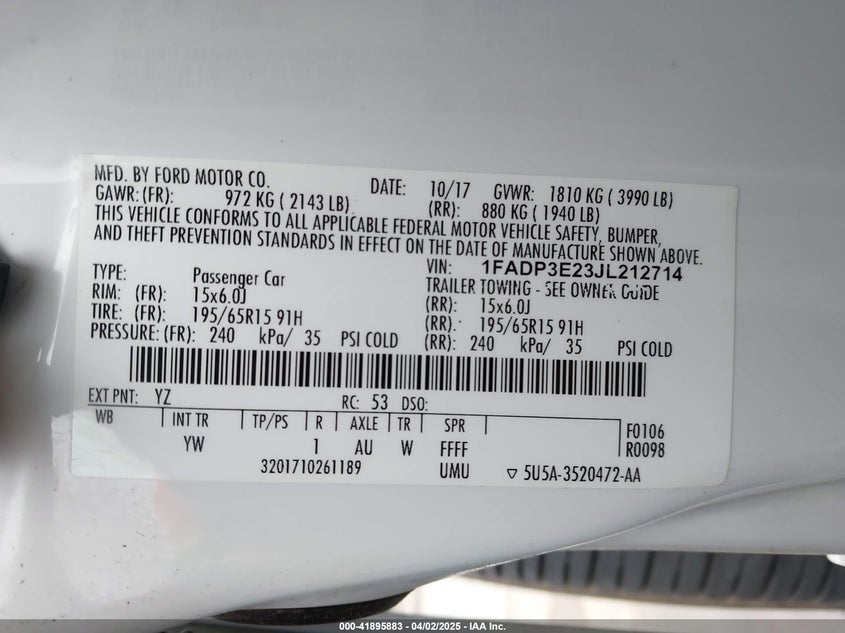 MFD. BY FORD MOTOR CO. DATE: 10/17 GVWR: 1810 KG ( 3990 LB)
GAWR: (FR): 972 KG ( 2143 LB) (RR): 880 KG ( 1940 LB)
THIS VEHICLE CONFORMS TO ALL APPLICABLE FEDERAL MOTOR VEHICLE SAFETY, BUMPER,
AND THEFT PREVENTION STANDARDS IN EFFECT ON THE DATE OF MANUFACTURE SHOWN ABOVE.
VIN: 1FADP3E23JL212714
TYPE: Passenger Car TRAILER TOWING - SEE OWNER GUIDE
RIM: (FR): 15x6.0J (RR): 15x6.0J
TIRE: (FR): 195/65R15 91H (RR): 195/65R15 91H
PRESSURE: (FR): 240 kPa/ 35 PSI COLD (RR): 240 kPa/ 35 PSI COLD
EXT PNT: YZ RC: 53 DSO:
WB INT TR TP/PS R AXLE TR SPR F0106
YW 1 AU W FFFF R0098
3201710261189 UMU ▽ 5U5A-3520472-AA
000-41895883 - 04/02/2025 - IAA Inc.